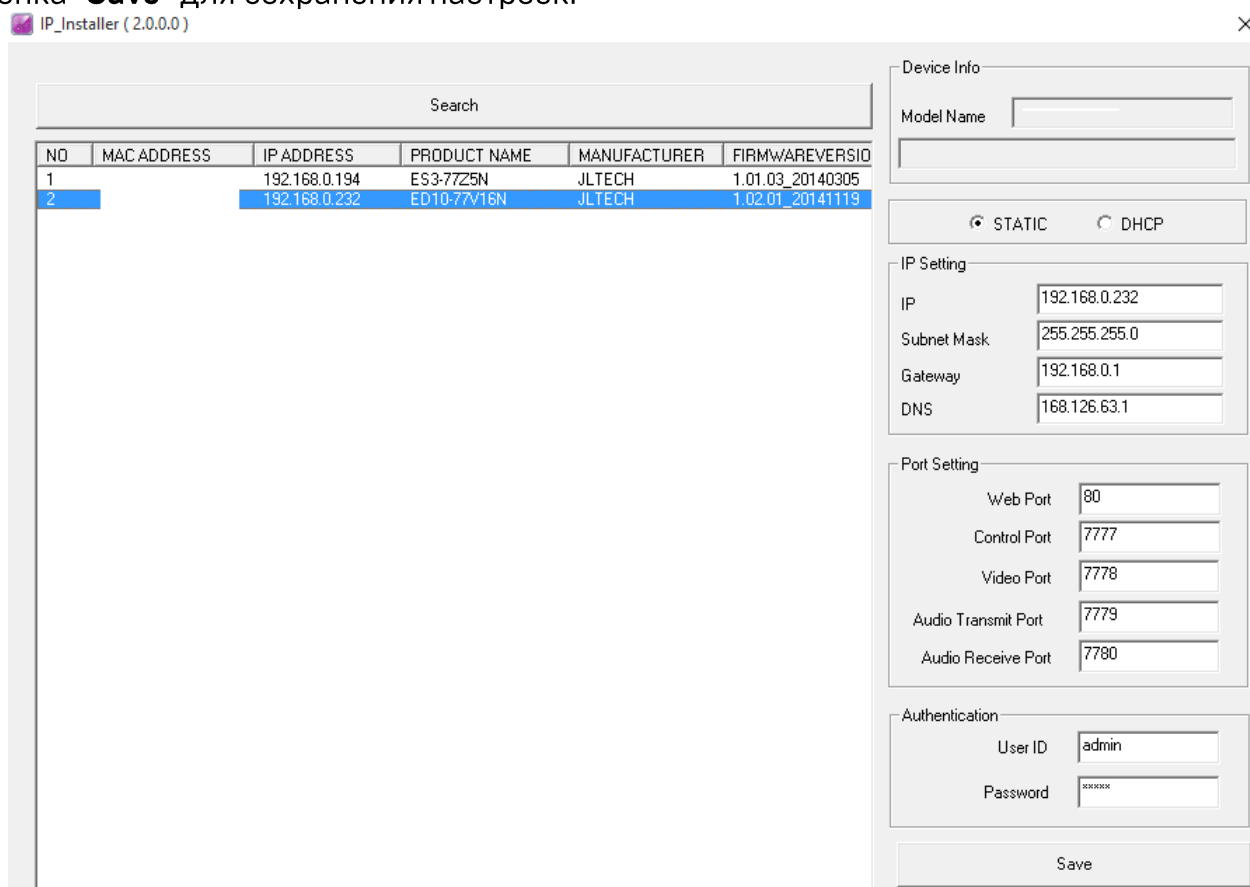 "Save" для сохранения настроек.
IP_Installer ( 2.0.0.0 )
Search
NO MAC ADDRESS IP ADDRESS PRODUCT NAME MANUFACTURER FIRMWAREVERSIO
1 192.168.0.194 ES3-77Z5N JLTECH 1.01.03_20140305
2 192.168.0.232 ED10-77V16N JLTECH 1.02.01_20141119
Device Info
Model Name
STATIC DHCP
IP Setting
IP 192.168.0.232
Subnet Mask 255.255.255.0
Gateway 192.168.0.1
DNS 168.126.63.1
Port Setting
Web Port 80
Control Port 7777
Video Port 7778
Audio Transmit Port 7779
Audio Receive Port 7780
Authentication
User ID admin
Password *****
Save